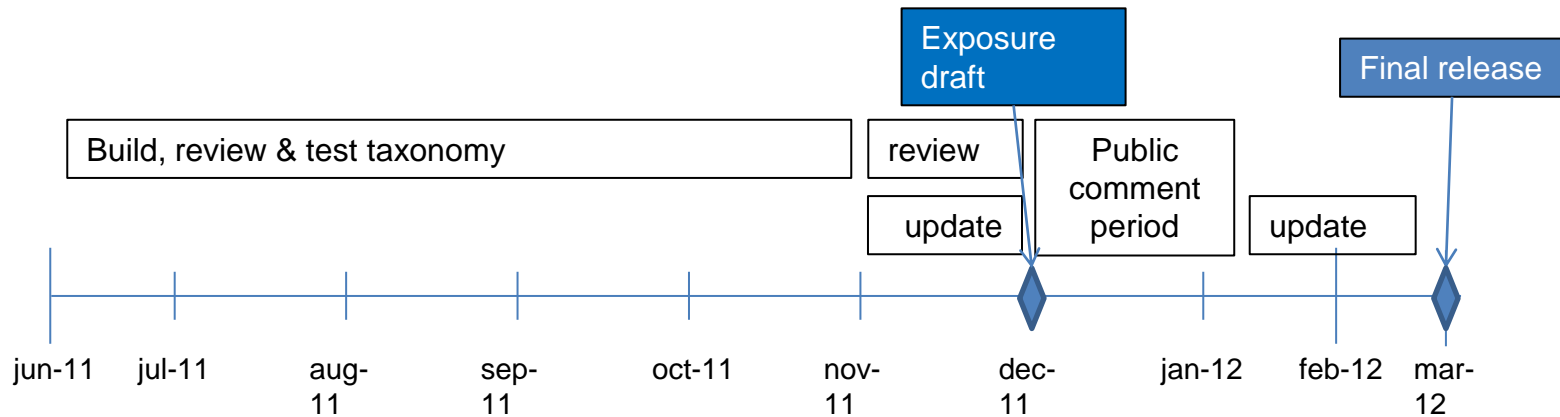 Exposure
draft
Final release
Build, review & test taxonomy
review
Public
comment
period
update
update
jun-11
jul-11
aug-
11
sep-
11
oct-11
nov-
11
dec-
11
jan-12
feb-12
mar-
12